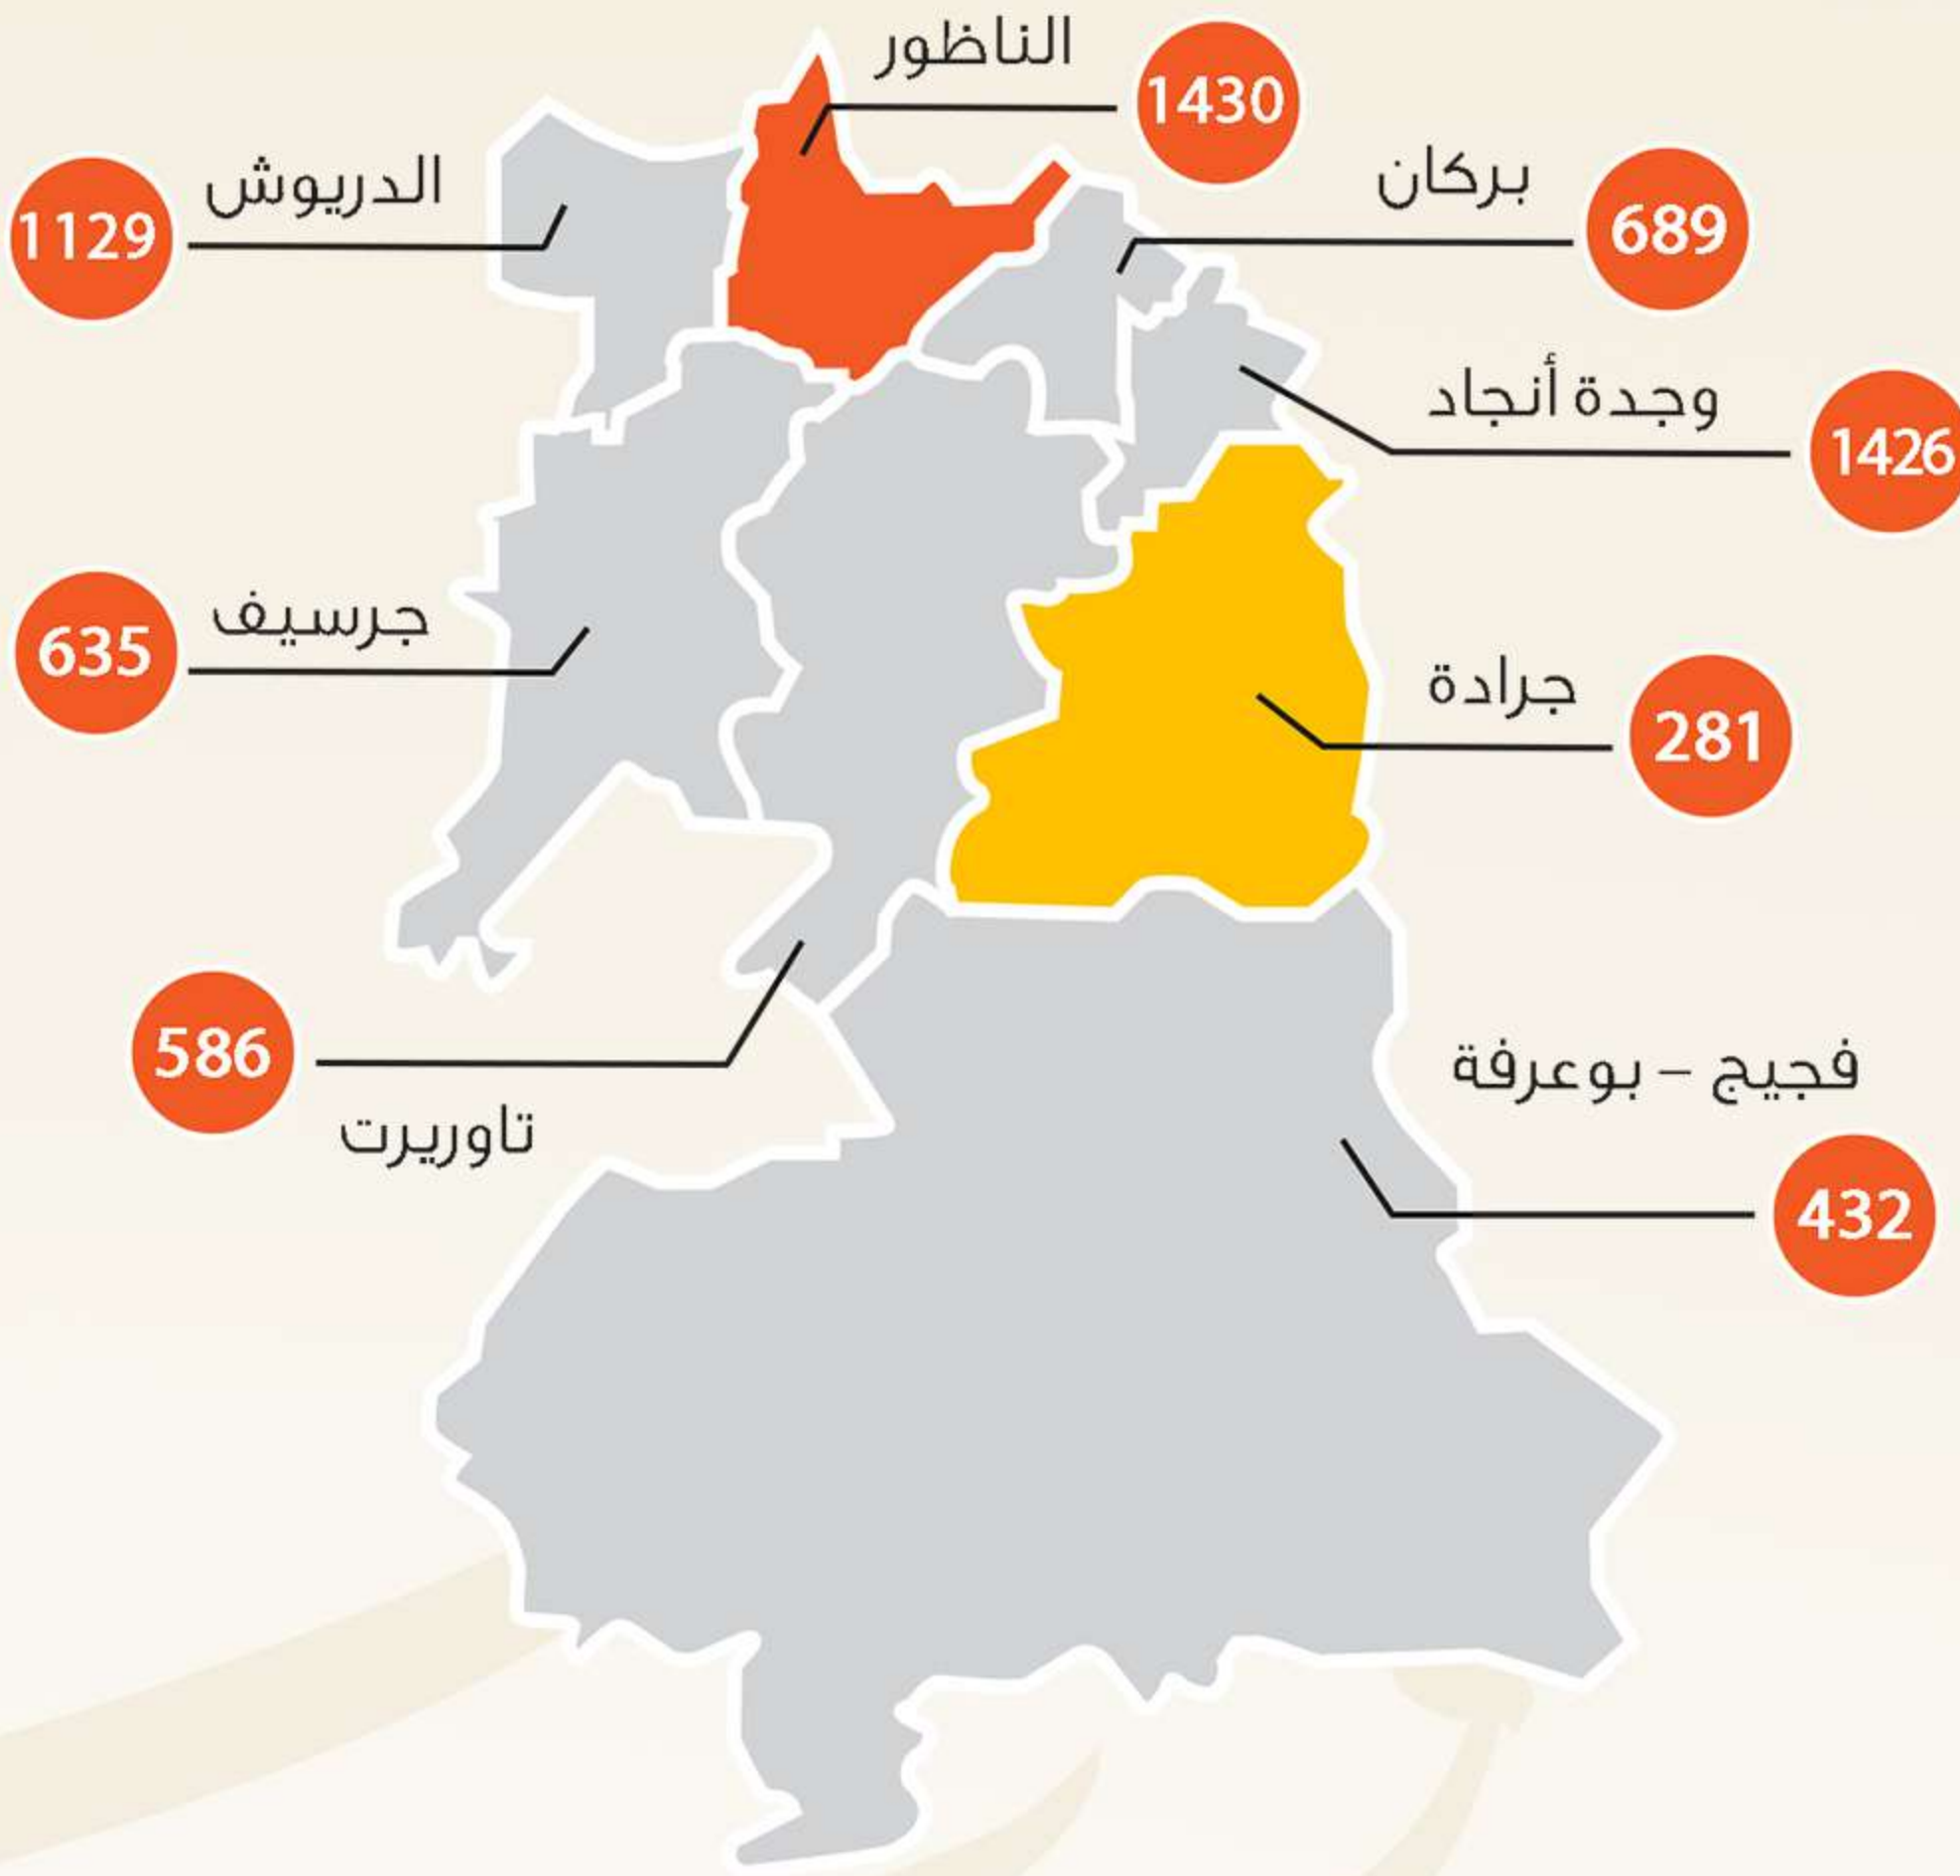 الناظور
1430
بركان
689
الدريوش
1129
وجدة أنجاد
1426
جرسيف
635
جرادة
281
586
تاوريرت
فجيج – بوعرفة
432